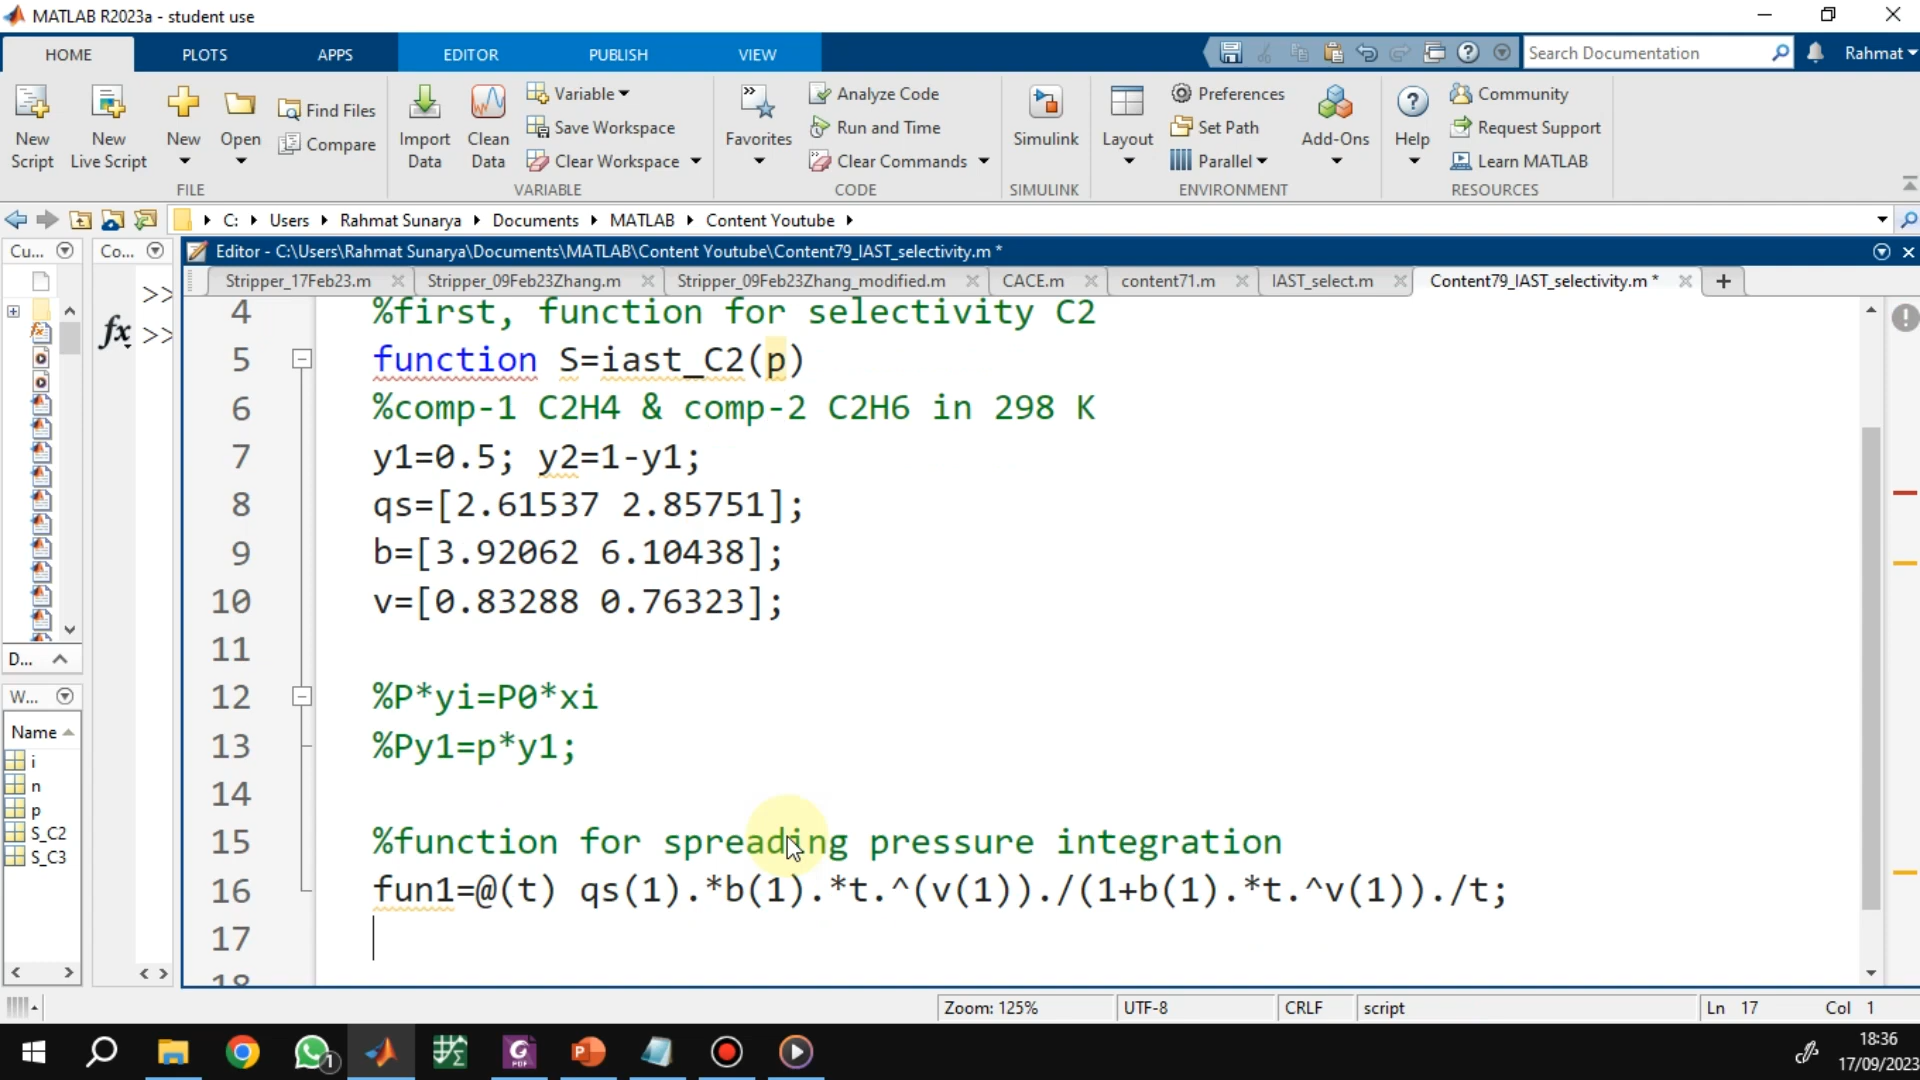 MATLAB R2023a - student use
HOME PLOTS APPS EDITOR PUBLISH VIEW
Search Documentation
Rahmat
New Script
New Live Script
New
Open
Find Files
Compare
FILE
Import Data
Clean Data
Variable
Save Workspace
Clear Workspace
VARIABLE
Favorites
Analyze Code
Run and Time
Clear Commands
CODE
Simulink
SIMULINK
Layout
Preferences
Set Path
Parallel
Add-Ons
ENVIRONMENT
Help
Community
Request Support
Learn MATLAB
RESOURCES
C: Users Rahmat Sunarya Documents MATLAB Content Youtube
Cu...
Co...
Editor - C:\Users\Rahmat Sunarya\Documents\MATLAB\Content Youtube\Content79_IAST_selectivity.m *
Stripper_17Feb23.m Stripper_09Feb23Zhang.m Stripper_09Feb23Zhang_modified.m CACE.m content71.m IAST_select.m Content79_IAST_selectivity.m *
>>
fx >>
D...
W...
Name
i
n
p
S_C2
S_C3
4 %first, function for selectivity C2
5 function S=iast_C2(p)
6 %comp-1 C2H4 & comp-2 C2H6 in 298 K
7 y1=0.5; y2=1-y1;
8 qs=[2.61537 2.85751];
9 b=[3.92062 6.10438];
10 v=[0.83288 0.76323];
11
12 %P*yi=P0*xi
13 %Py1=p*y1;
14
15 %function for spreading pressure integration
16 fun1=@(t) qs(1).*b(1).*t.^(v(1))./(1+b(1).*t.^v(1))./t;
17
18
Zoom: 125% UTF-8 CRLF script Ln 17 Col 1
1
18:36
17/09/2023